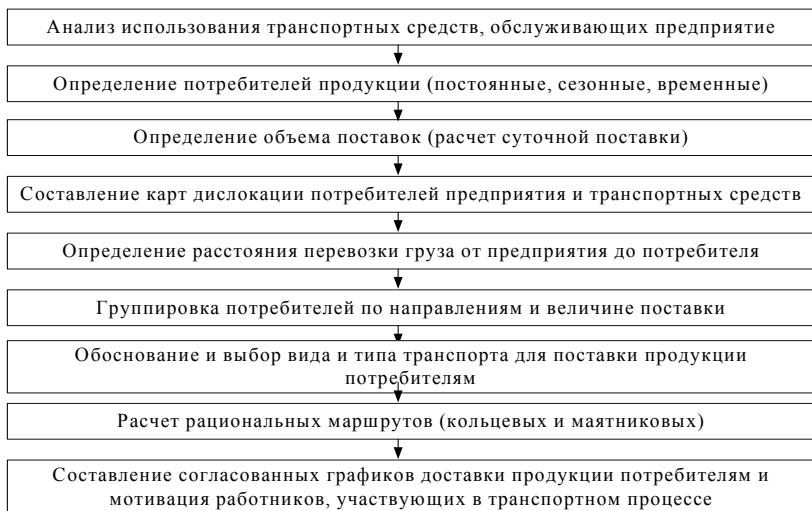 Анализ использования транспортных средств, обслуживающих предприятие
Определение потребителей продукции (постоянные, сезонные, временные)
Определение объема поставок (расчет суточной поставки)
Составление карт дислокации потребителей предприятия и транспортных средств
Определение расстояния перевозки груза от предприятия до потребителя
Группировка потребителей по направлениям и величине поставки
Обоснование и выбор вида и типа транспорта для поставки продукции
потребителям
Расчет рациональных маршрутов (кольцевых и маятниковых)
Составление согласованных графиков доставки продукции потребителям и
мотивация работников, участвующих в транспортном процессе